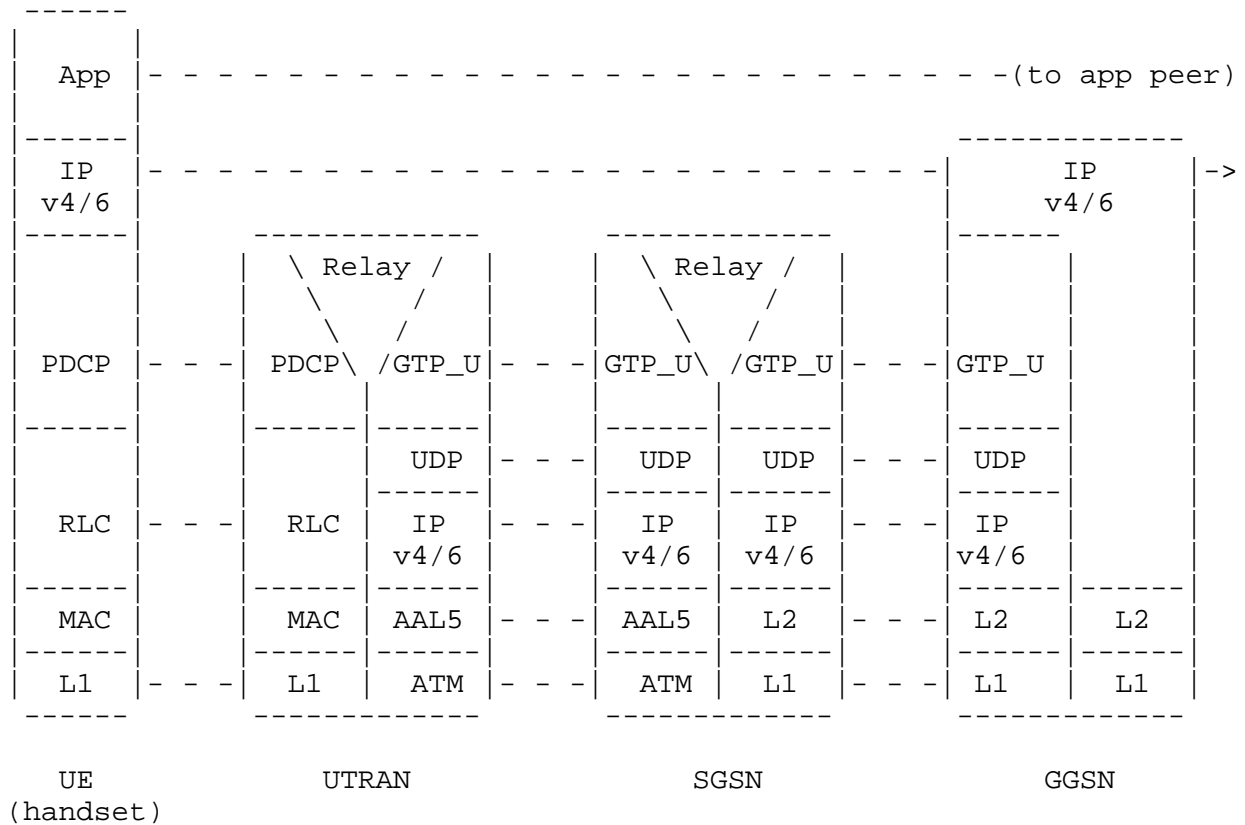 App (to app peer)
IP IP ->
v4/6 v4/6
Relay Relay
PDCP PDCP GTP_U GTP_U GTP_U GTP_U
UDP UDP UDP UDP
RLC RLC IP IP IP IP
v4/6 v4/6 v4/6 v4/6
MAC MAC AAL5 AAL5 L2 L2 L2
L1 L1 ATM ATM L1 L1 L1
UE UTRAN SGSN GGSN
(handset)